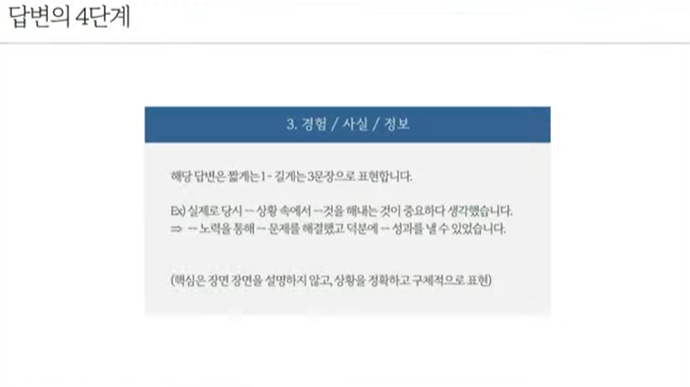 답변의 4단계
3. 경험 / 사실 / 정보
해당 답변은 짧게는 1 - 길게는 3문장으로 표현합니다.
Ex) 실제로 당시 ~ 상황 속에서 ~것을 해내는 것이 중요하다 생각했습니다.
⇒ ~ 노력을 통해 ~ 문제를 해결했고 덕분에 ~ 성과를 낼 수 있었습니다.
(핵심은 장면 장면을 설명하지 않고, 상황을 정확하고 구체적으로 표현)